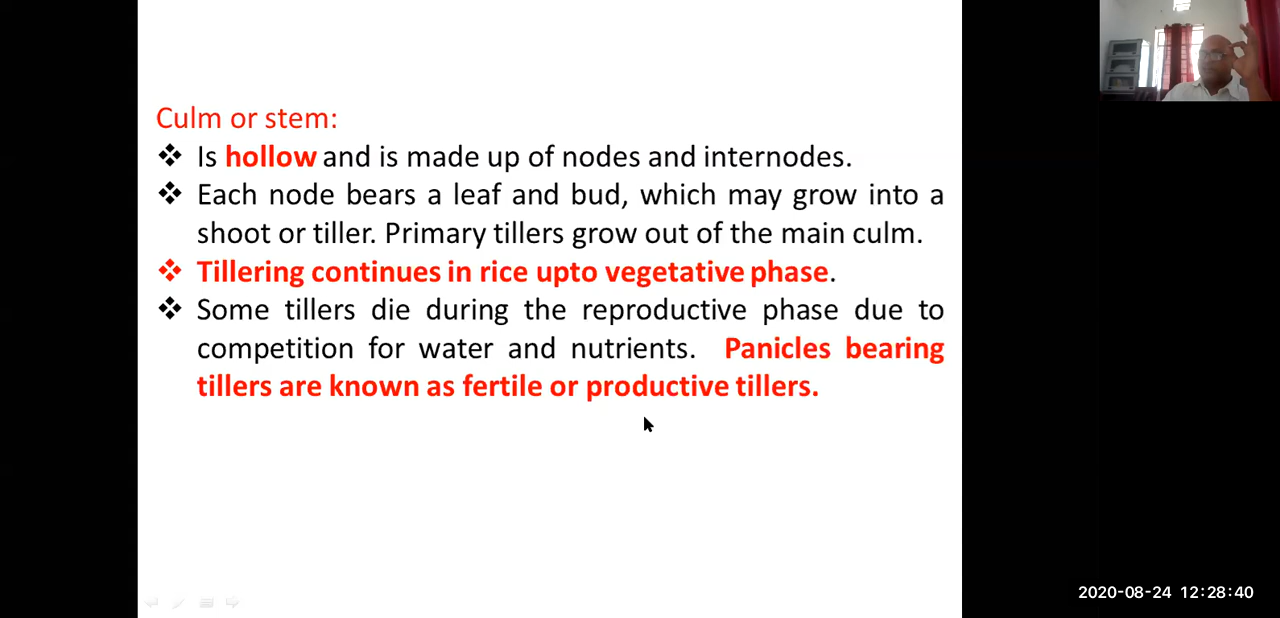 Culm or stem:
❖ Is hollow and is made up of nodes and internodes.
❖ Each node bears a leaf and bud, which may grow into a
shoot or tiller. Primary tillers grow out of the main culm.
❖ Tillering continues in rice upto vegetative phase.
❖ Some tillers die during the reproductive phase due to
competition for water and nutrients. Panicles bearing
tillers are known as fertile or productive tillers.
2020-08-24 12:28:40